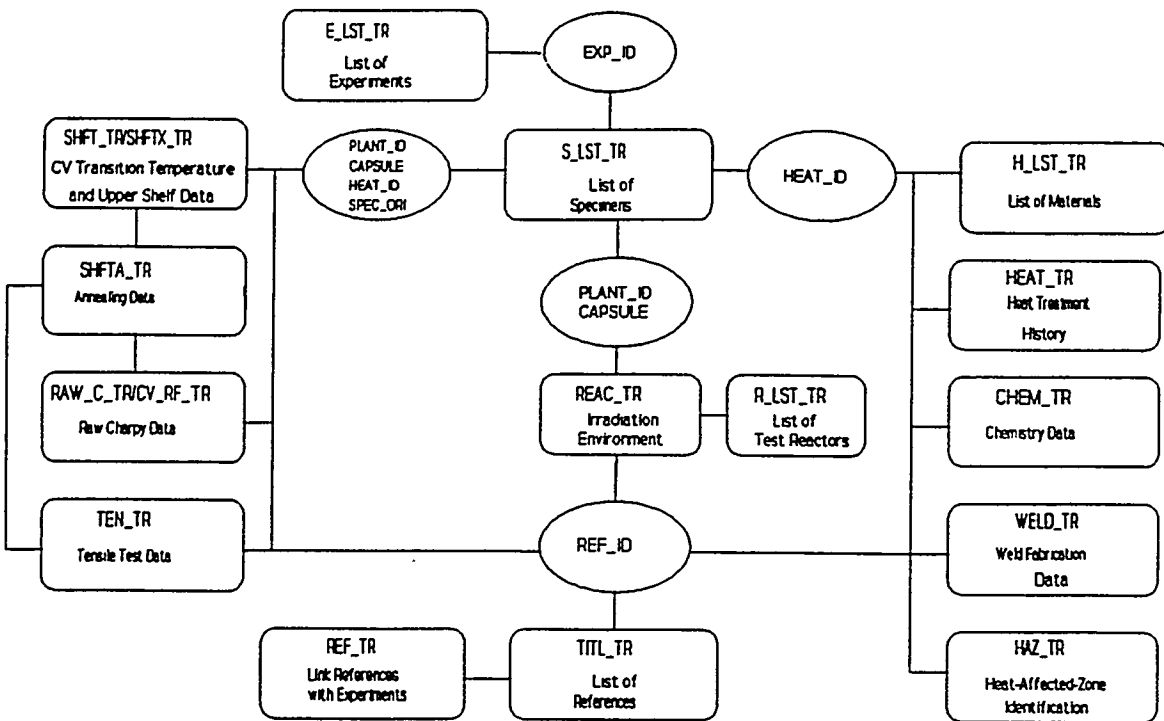 E_LST_TR
List of
Experiments
EXP_ID
SHFT_TR/SHFTX_TR
CV Transition Temperature
and Upper Shelf Data
PLANT_ID
CAPSULE
HEAT_ID
SPEC_ORI
S_LST_TR
List of
Specimens
HEAT_ID
H_LST_TR
List of Materials
SHFTA_TR
Annealing Data
PLANT_ID
CAPSULE
HEAT_TR
Heat Treatment
History
RAW_C_TR/CV_RF_TR
Raw Charpy Data
REAC_TR
Irradiation
Environment
R_LST_TR
List of
Test Reactors
CHEM_TR
Chemistry Data
TEN_TR
Tensile Test Data
REF_ID
WELD_TR
Weld Fabrication
Data
REF_TR
Link References
with Experiments
TITL_TR
List of
References
HAZ_TR
Heat-Affected-Zone
Identification